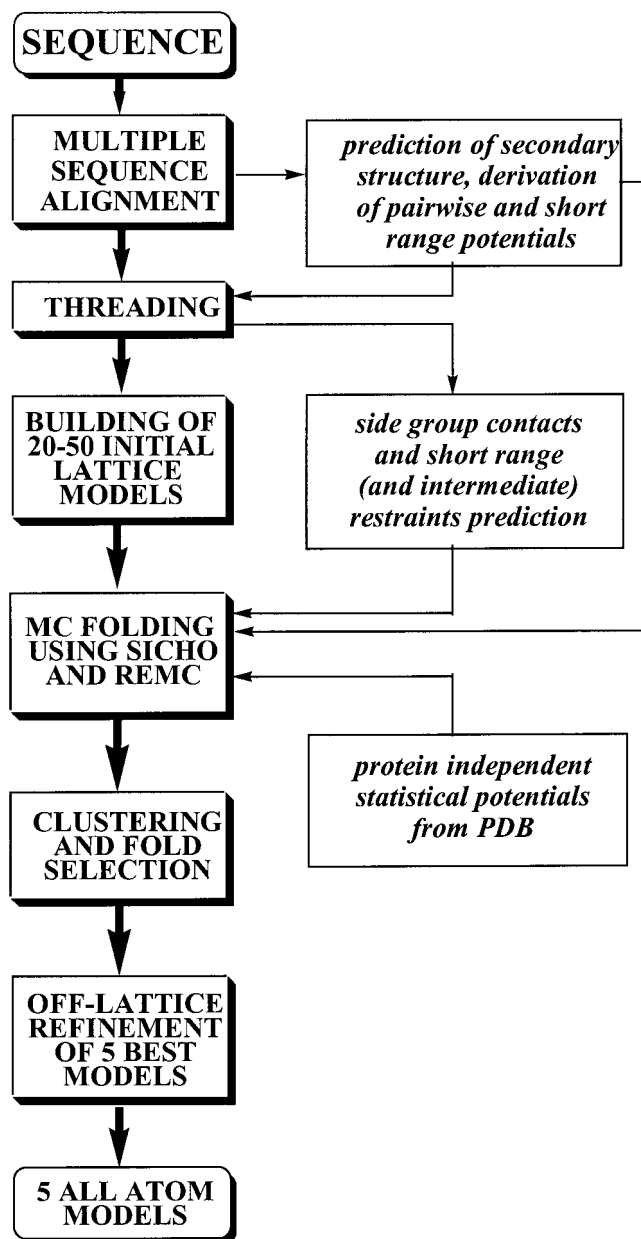 SEQUENCE
MULTIPLE
SEQUENCE
ALIGNMENT
prediction of secondary
structure, derivation
of pairwise and short
range potentials
THREADING
BUILDING OF
20-50 INITIAL
LATTICE
MODELS
side group contacts
and short range
(and intermediate)
restraints prediction
MC FOLDING
USING SICHO
AND REMC
protein independent
statistical potentials
from PDB
CLUSTERING
AND FOLD
SELECTION
OFF-LATTICE
REFINEMENT
OF 5 BEST
MODELS
5 ALL ATOM
MODELS